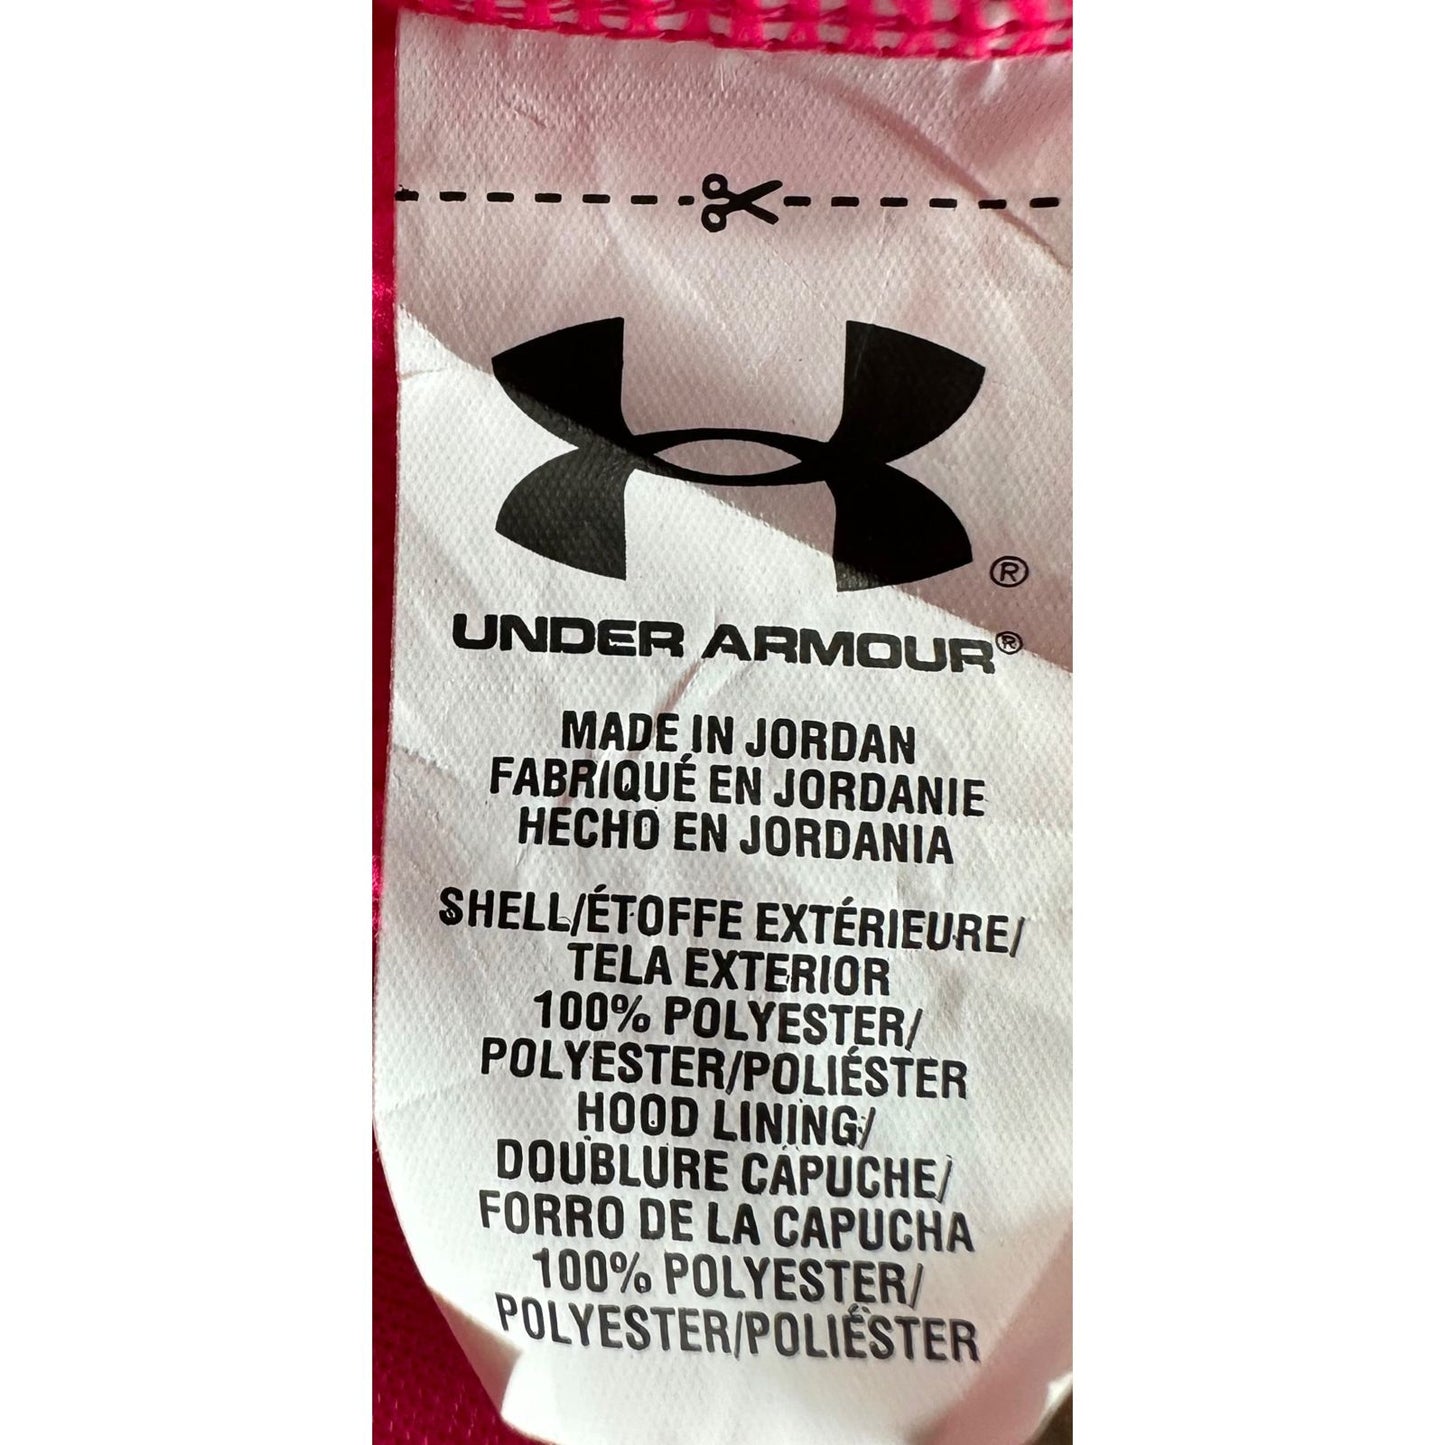 ®
UNDER ARMOUR®
MADE IN JORDAN
FABRIQUÉ EN JORDANIE
HECHO EN JORDANIA
SHELL/ÉTOFFE EXTÉRIEURE/
TELA EXTERIOR
100% POLYESTER/
POLYESTER/POLIÉSTER
HOOD LINING/
DOUBLURE CAPUCHE/
FORRO DE LA CAPUCHA
100% POLYESTER/
POLYESTER/POLIÉSTER